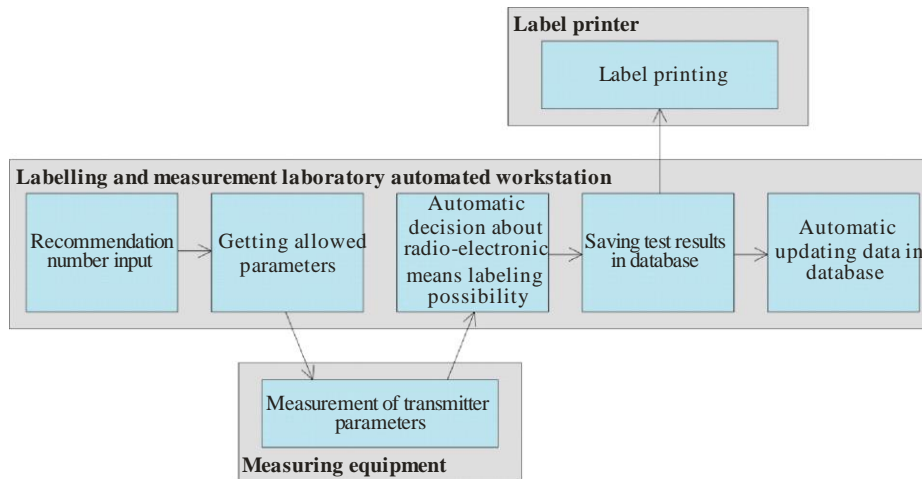 Label printer
Label printing
Labelling and measurement laboratory automated workstation
Recommendation
number input
Getting allowed
parameters
Automatic
decision about
radio-electronic
means labeling
possibility
Saving test results
in database
Automatic
updating data in
database
Measurement of transmitter
parameters
Measuring equipment